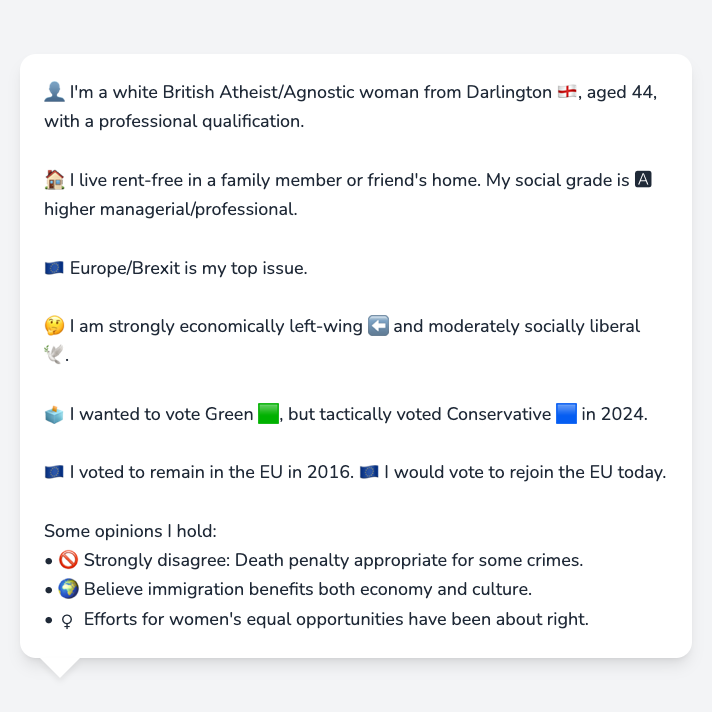 👤 I'm a white British Atheist/Agnostic woman from Darlington 🏴󠁧󠁢󠁥󠁮󠁧󠁿, aged 44,
with a professional qualification.
🏠 I live rent-free in a family member or friend's home. My social grade is 🅰
higher managerial/professional.
🇪🇺 Europe/Brexit is my top issue.
🤔 I am strongly economically left-wing ⬅️ and moderately socially liberal
🕊️.
🗳️ I wanted to vote Green 🟩, but tactically voted Conservative 🟦 in 2024.
🇪🇺 I voted to remain in the EU in 2016. 🇪🇺 I would vote to rejoin the EU today.
Some opinions I hold:
• 🚫 Strongly disagree: Death penalty appropriate for some crimes.
• 🌍 Believe immigration benefits both economy and culture.
• ♀ Efforts for women's equal opportunities have been about right.